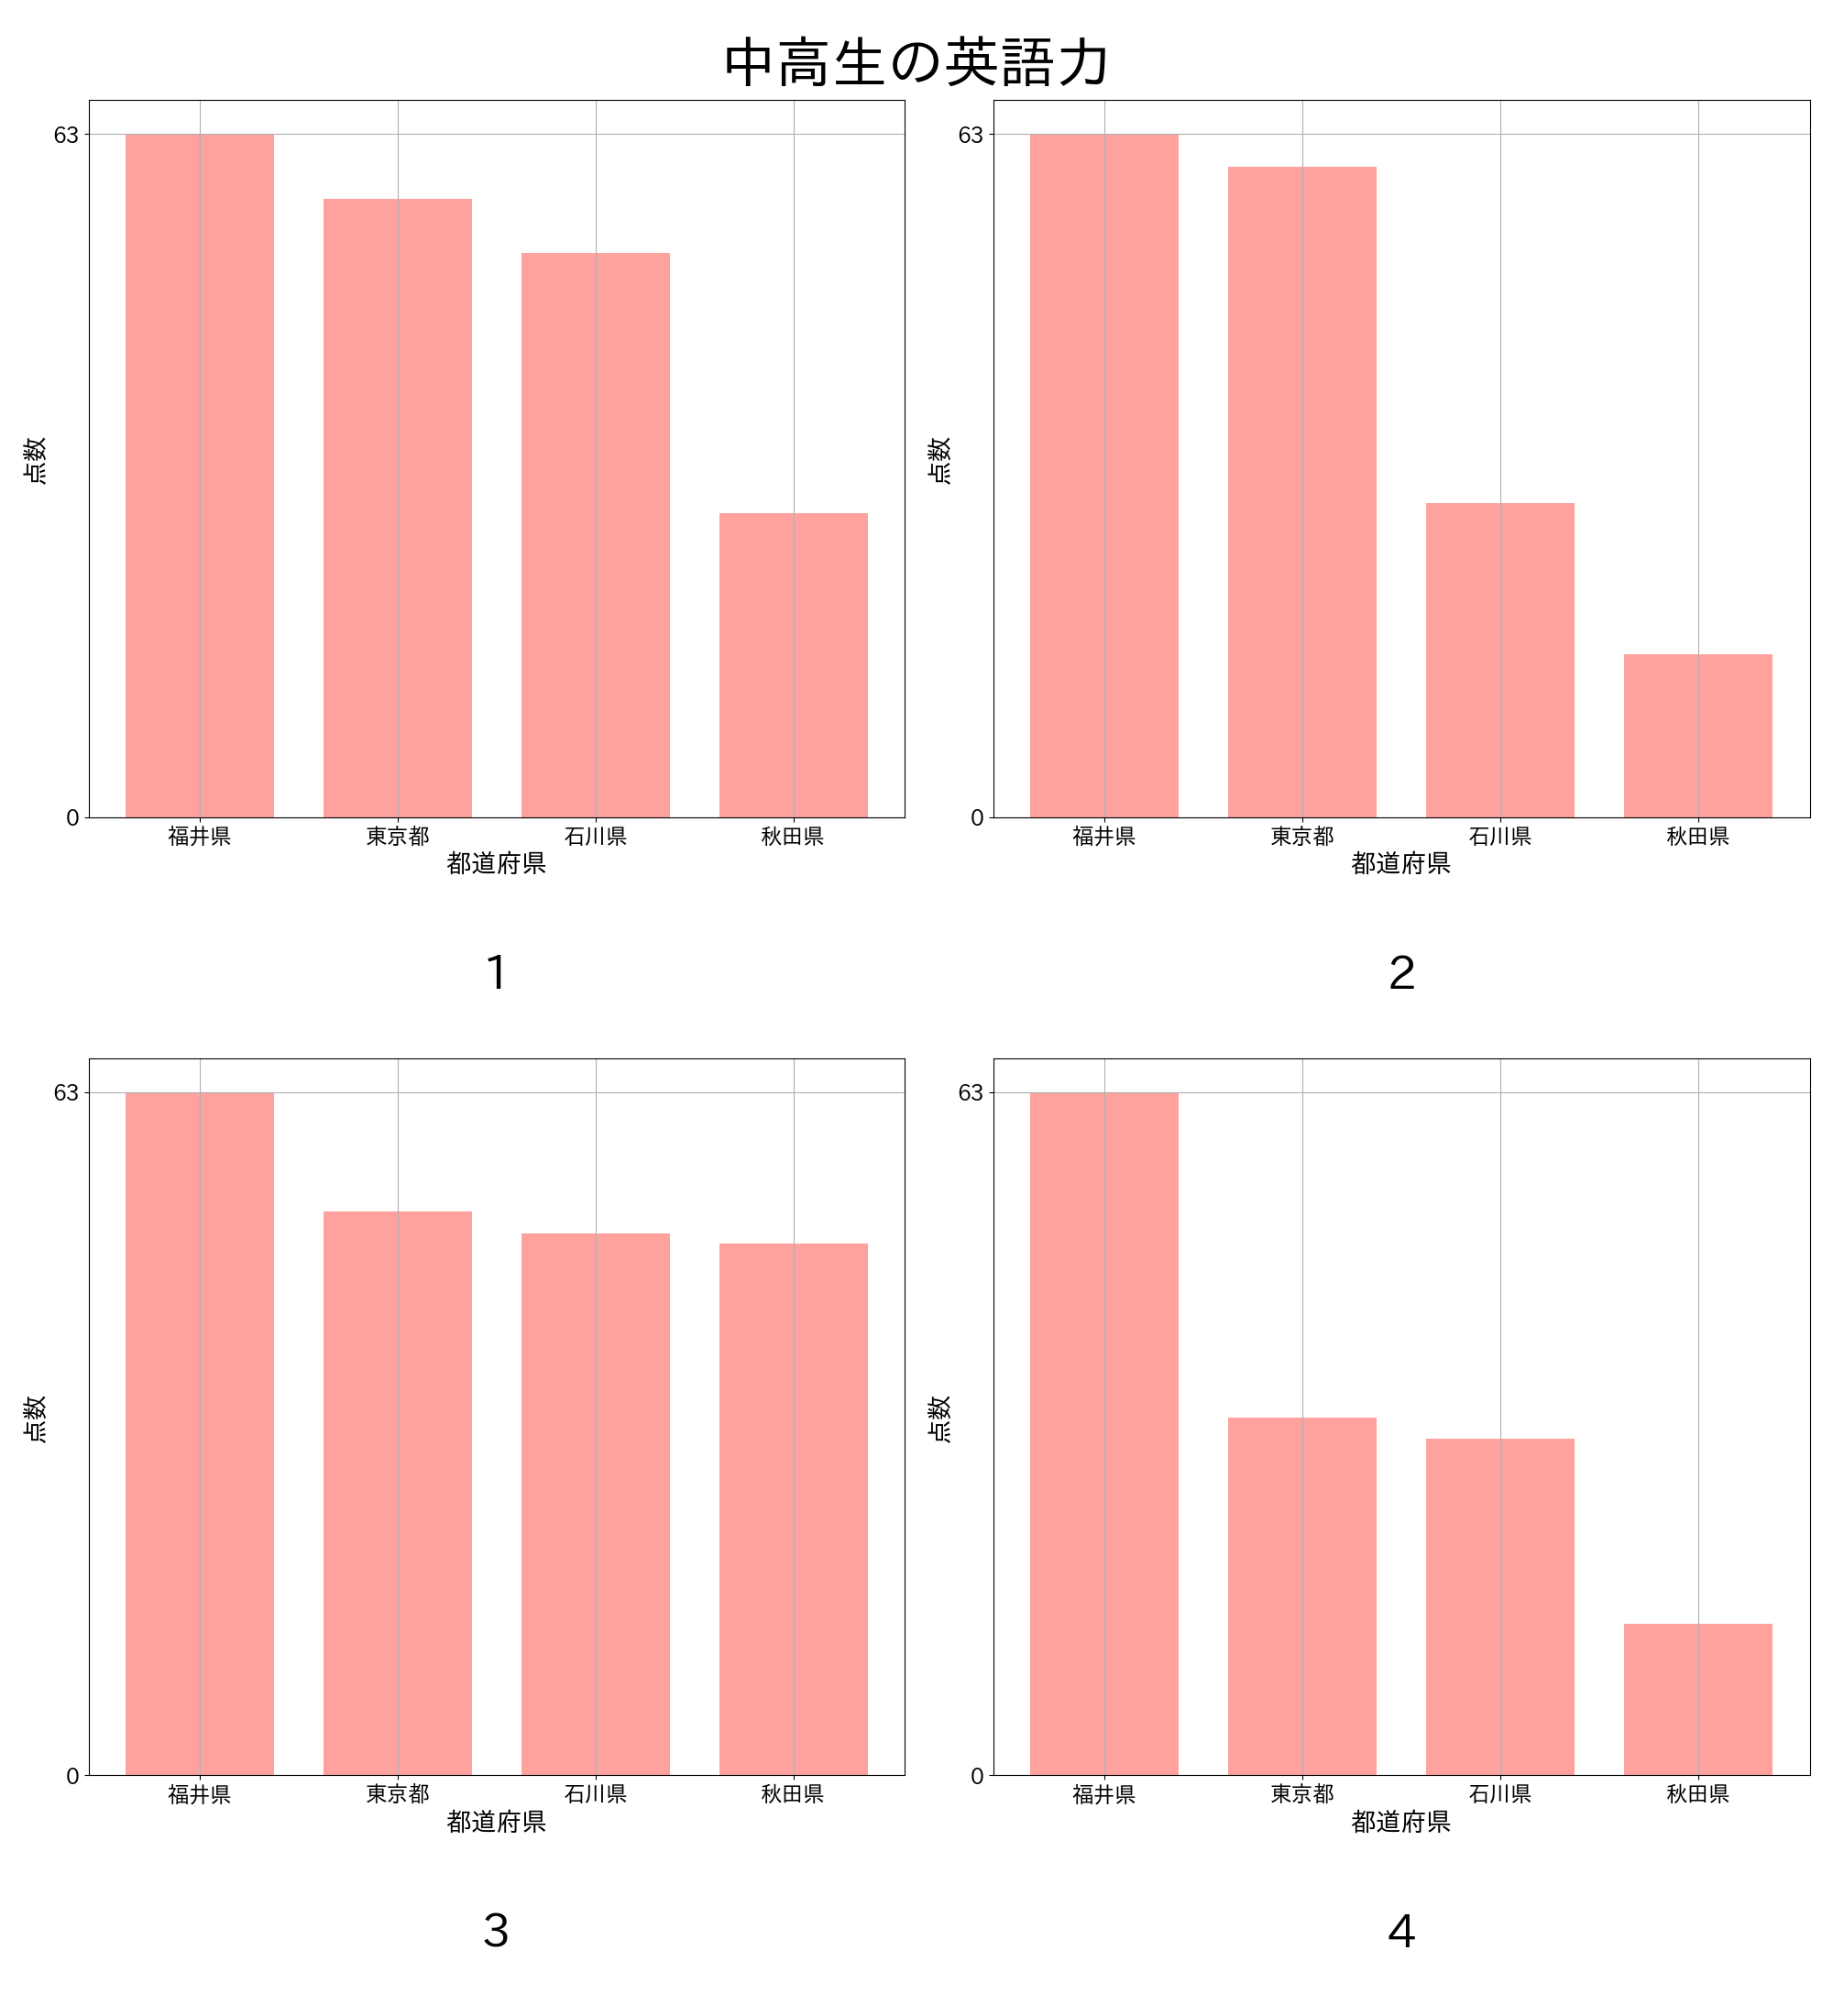 中高生の英語力
63
0
点数
福井県 東京都 石川県 秋田県
都道府県
1
63
0
点数
福井県 東京都 石川県 秋田県
都道府県
2
63
0
点数
福井県 東京都 石川県 秋田県
都道府県
3
63
0
点数
福井県 東京都 石川県 秋田県
都道府県
4